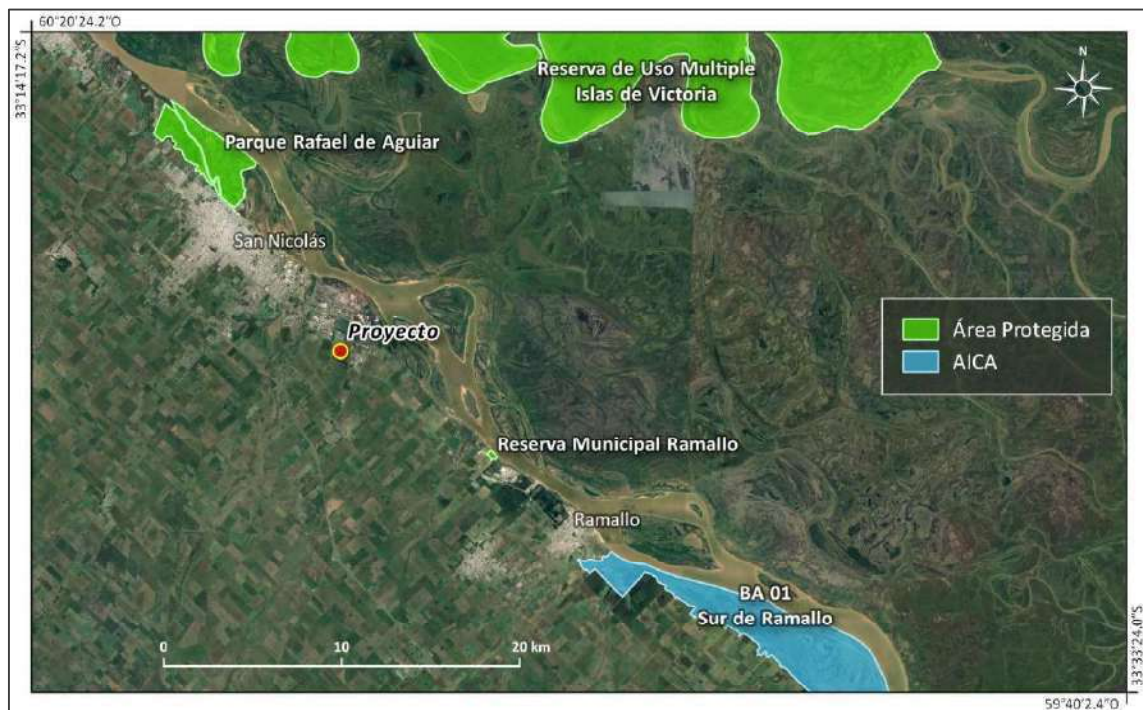 60°20'24.2"O
33°14'17.2"S
N
Reserva de Uso Multiple
Islas de Victoria
Parque Rafael de Aguiar
San Nicolás
Proyecto
Área Protegida
AICA
Reserva Municipal Ramallo
Ramallo
BA 01
Sur de Ramallo
0 10 20 km
33°33'24.0"S
59°40'2.4"O